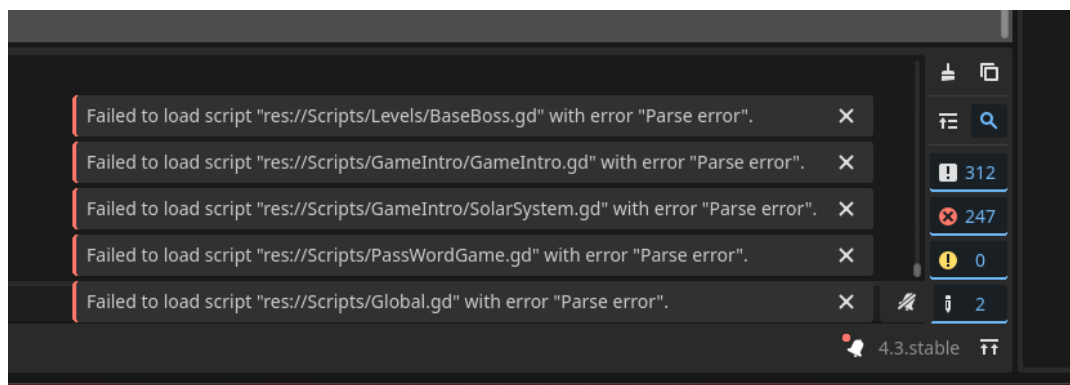 Failed to load script "res://Scripts/Levels/BaseBoss.gd" with error "Parse error".
Failed to load script "res://Scripts/GameIntro/GameIntro.gd" with error "Parse error".
312
Failed to load script "res://Scripts/GameIntro/SolarSystem.gd" with error "Parse error".
247
Failed to load script "res://Scripts/PassWordGame.gd" with error "Parse error".
0
Failed to load script "res://Scripts/Global.gd" with error "Parse error".
2
4.3.stable